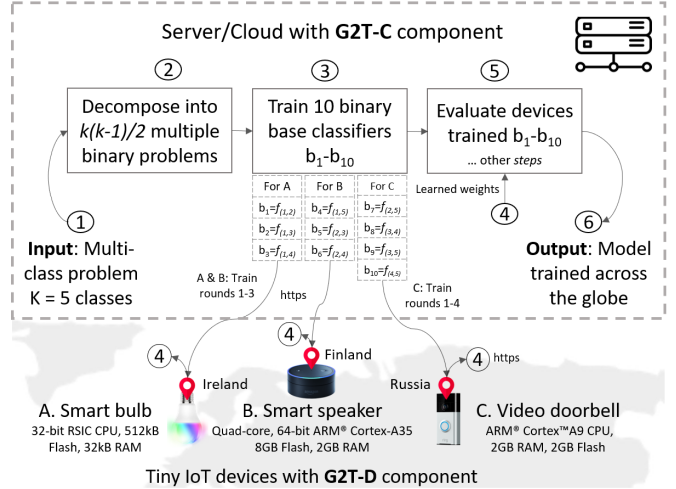 Server/Cloud with G2T-C component
2
3
5
Decompose into
k(k-1)/2 multiple
binary problems
Train 10 binary
base classifiers
b1-b10
Evaluate devices
trained b1-b10
... other steps
For A
For B
For C
b1=f(1,2)
b4=f(1,5)
b7=f(2,5)
b2=f(1,3)
b5=f(2,3)
b8=f(3,4)
b3=f(1,4)
b6=f(2,4)
b9=f(3,5)
b10=f(4,5)
Learned weights
4
1
6
Input: Multi-
class problem
K = 5 classes
Output: Model
trained across
the globe
A & B: Train
rounds 1-3
https
C: Train
rounds 1-4
4
Ireland
4
Finland
Russia
4
https
A. Smart bulb
32-bit RSIC CPU, 512kB
Flash, 32kB RAM
B. Smart speaker
Quad-core, 64-bit ARM® Cortex-A35
8GB Flash, 2GB RAM
C. Video doorbell
ARM® Cortex™A9 CPU,
2GB RAM, 2GB Flash
Tiny IoT devices with G2T-D component